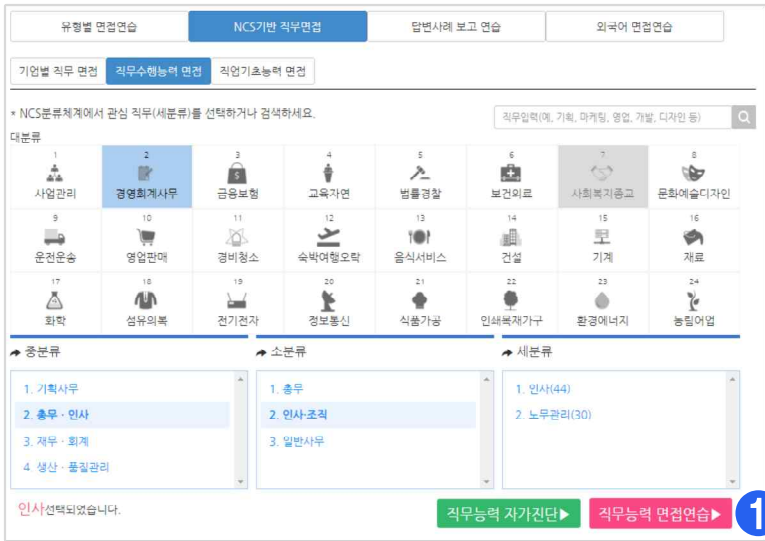 유형별 면접연습 NCS기반 직무면접 답변사례 보고 연습 외국어 면접연습
기업별 직무 면접 직무수행능력 면접 직업기초능력 면접
* NCS분류체계에서 관심 직무(세분류)를 선택하거나 검색하세요. 직무입력(예, 기획, 마케팅, 영업, 개발, 디자인 등)
대분류
1 2 3 4 5 6 7 8
사업관리 경영회계사무 금융보험 교육자연 법률경찰 보건의료 사회복지종교 문화예술디자인
9 10 11 12 13 14 15 16
운전운송 영업판매 경비청소 숙박여행오락 음식서비스 건설 기계 재료
17 18 19 20 21 22 23 24
화학 섬유의복 전기전자 정보통신 식품가공 인쇄목재가구 환경에너지 농림어업
중분류 소분류 세분류
1. 기획사무 1. 총무 1. 인사(44)
2. 총무 · 인사 2. 인사·조직 2. 노무관리(30)
3. 재무 · 회계 3. 일반사무
4. 생산 · 품질관리
인사선택되었습니다. 직무능력 자가진단▶ 직무능력 면접연습▶ 1